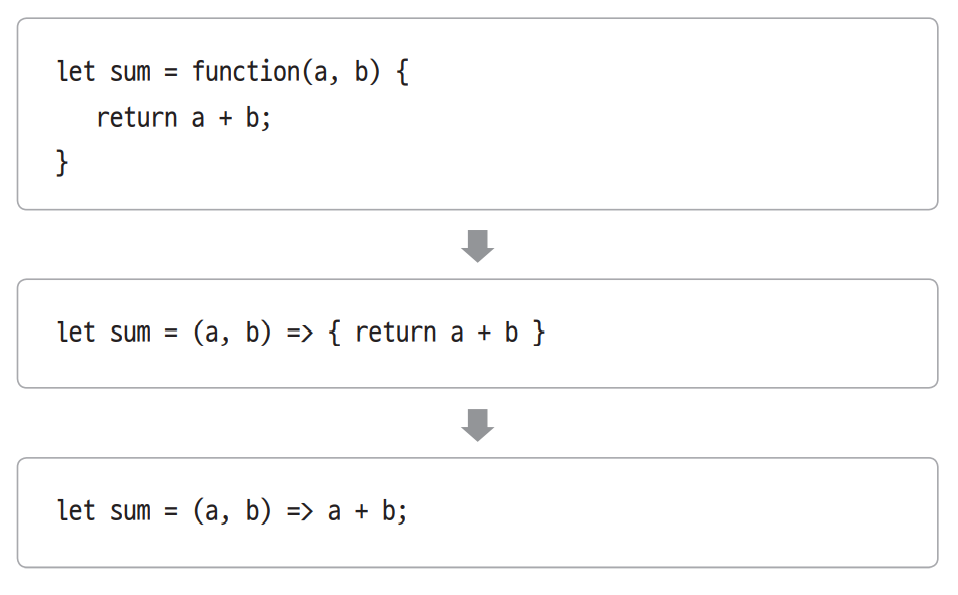 let sum = function(a, b) {
   return a + b;
}
let sum = (a, b) => { return a + b }
let sum = (a, b) => a + b;